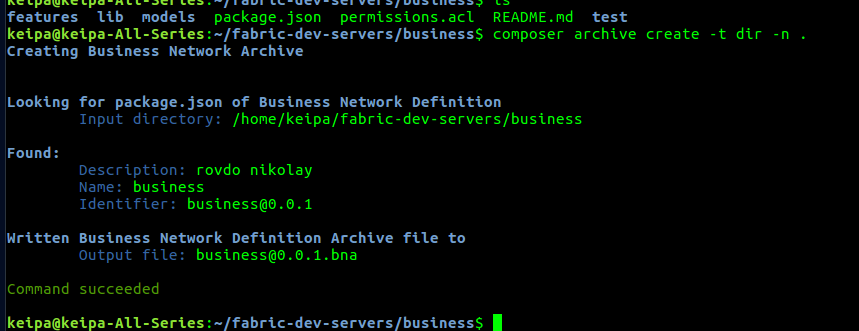 keipa@keipa-All-Series:~/fabric-dev-servers/business$ ls
features lib models package.json permissions.acl README.md test
keipa@keipa-All-Series:~/fabric-dev-servers/business$ composer archive create -t dir -n .
Creating Business Network Archive
Looking for package.json of Business Network Definition
Input directory: /home/keipa/fabric-dev-servers/business
Found:
Description: rovdo nikolay
Name: business
Identifier: business@0.0.1
Written Business Network Definition Archive file to
Output file: business@0.0.1.bna
Command succeeded
keipa@keipa-All-Series:~/fabric-dev-servers/business$